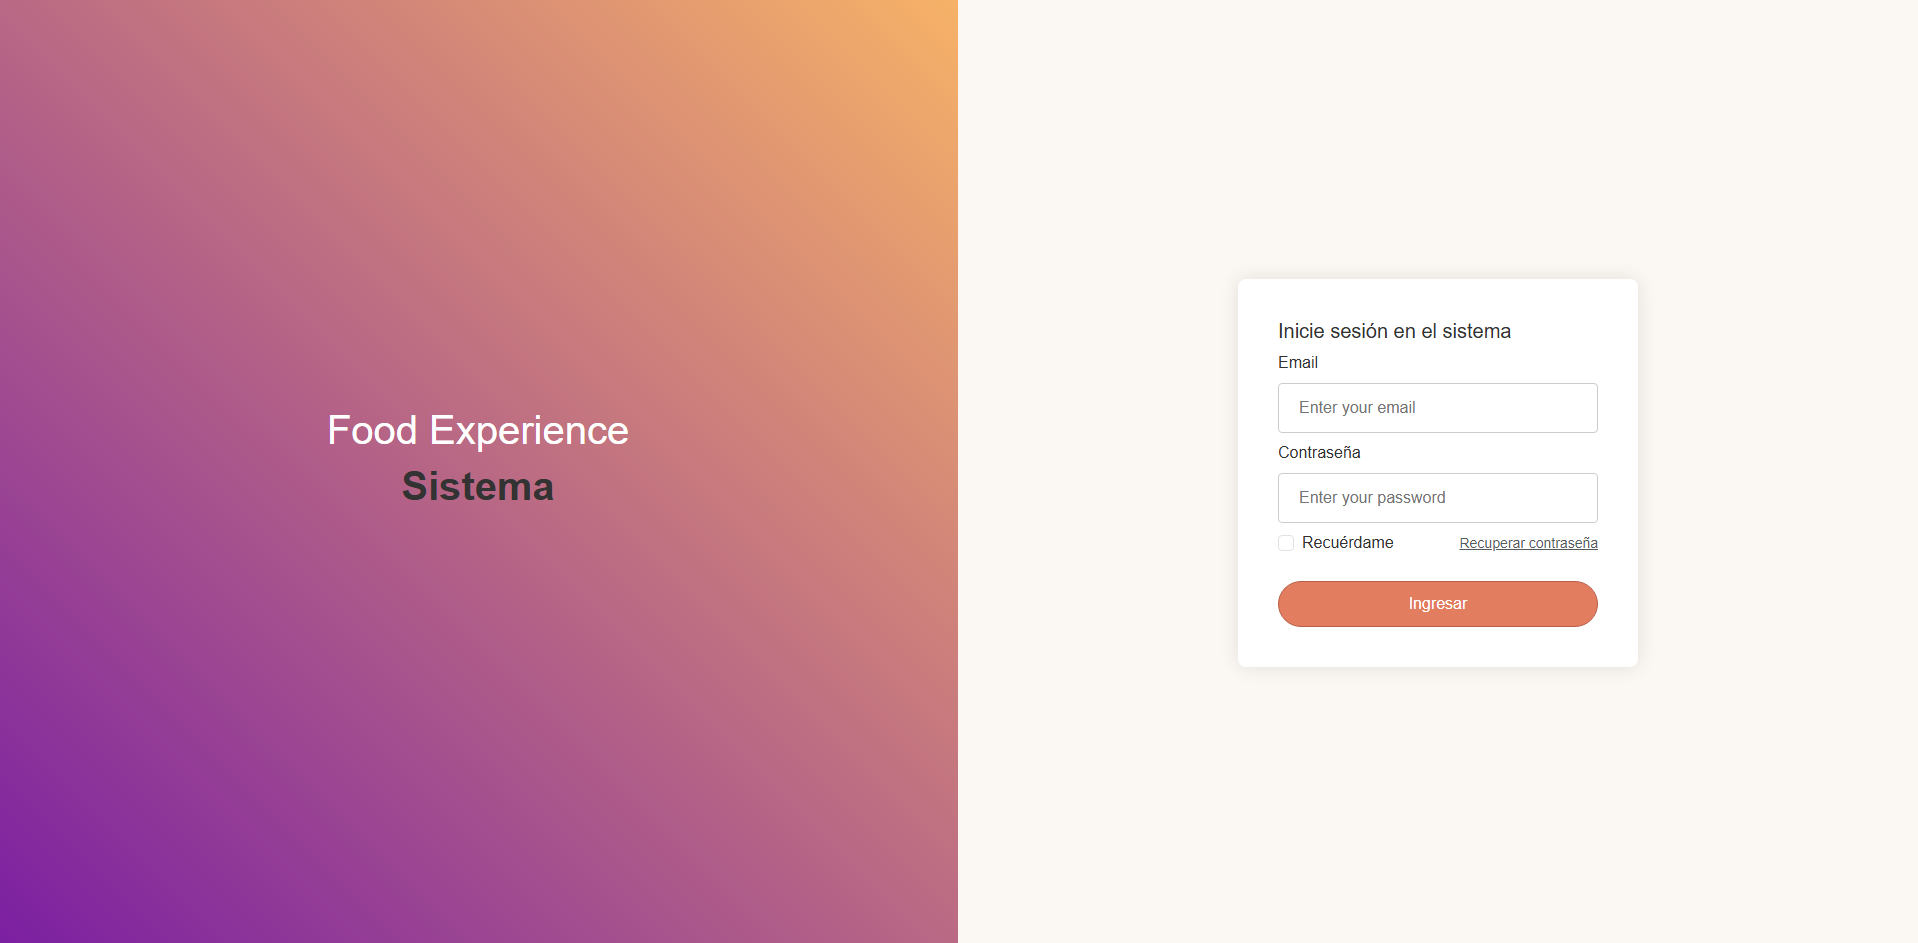 Food Experience
Sistema
Inicie sesión en el sistema
Email
Enter your email
Contraseña
Enter your password
Recuérdame
Recuperar contraseña
Ingresar